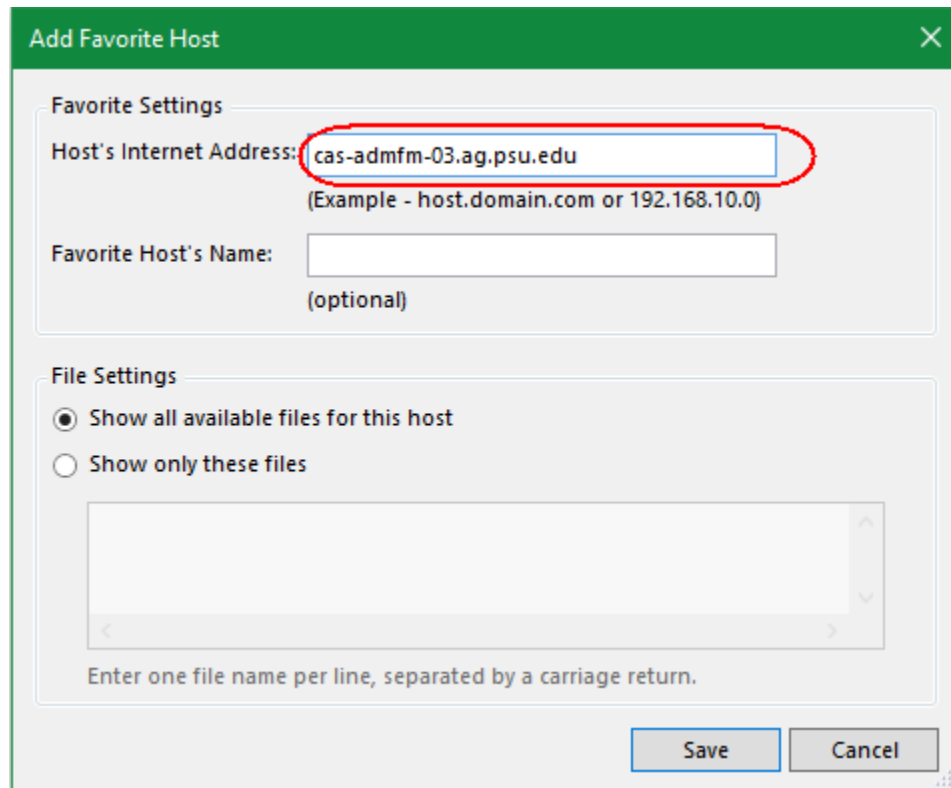 Add Favorite Host
Favorite Settings
Host's Internet Address: cas-admfm-03.ag.psu.edu
(Example - host.domain.com or 192.168.10.0)
Favorite Host's Name:
(optional)
File Settings
Show all available files for this host
Show only these files
Enter one file name per line, separated by a carriage return.
Save Cancel